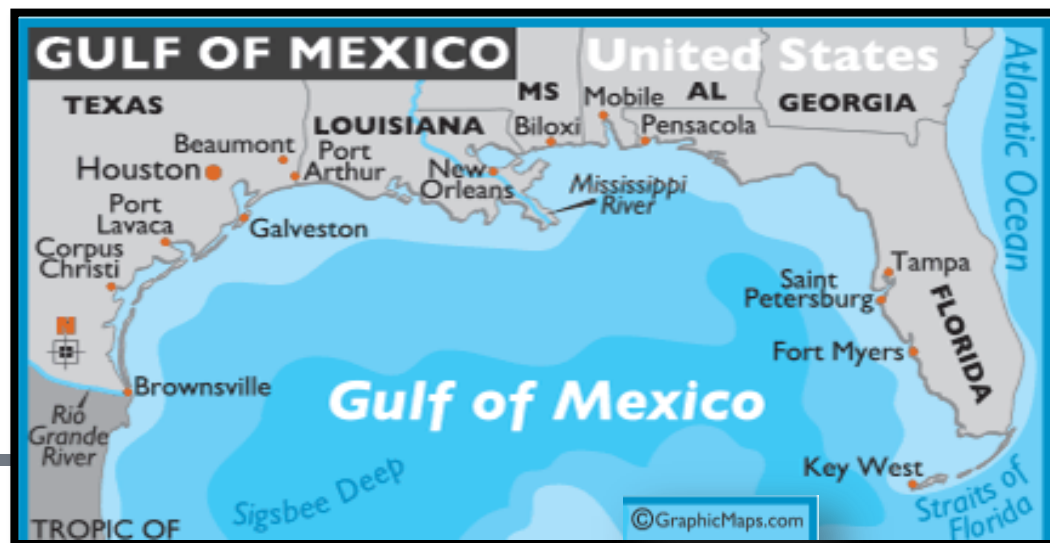 GULF OF MEXICO
United States
Atlantic Ocean
TEXAS
LOUISIANA
MS
AL
GEORGIA
Mobile
Biloxi
Pensacola
Beaumont
Houston
Port
Arthur
New
Orleans
Mississippi
River
Port
Lavaca
Galveston
Corpus
Christi
Tampa
Saint
Petersburg
FLORIDA
Fort Myers
N
Brownsville
Gulf of Mexico
Rio
Grande
River
Key West
Sigsbee Deep
Straits of
Florida
©GraphicMaps.com
TROPIC OF